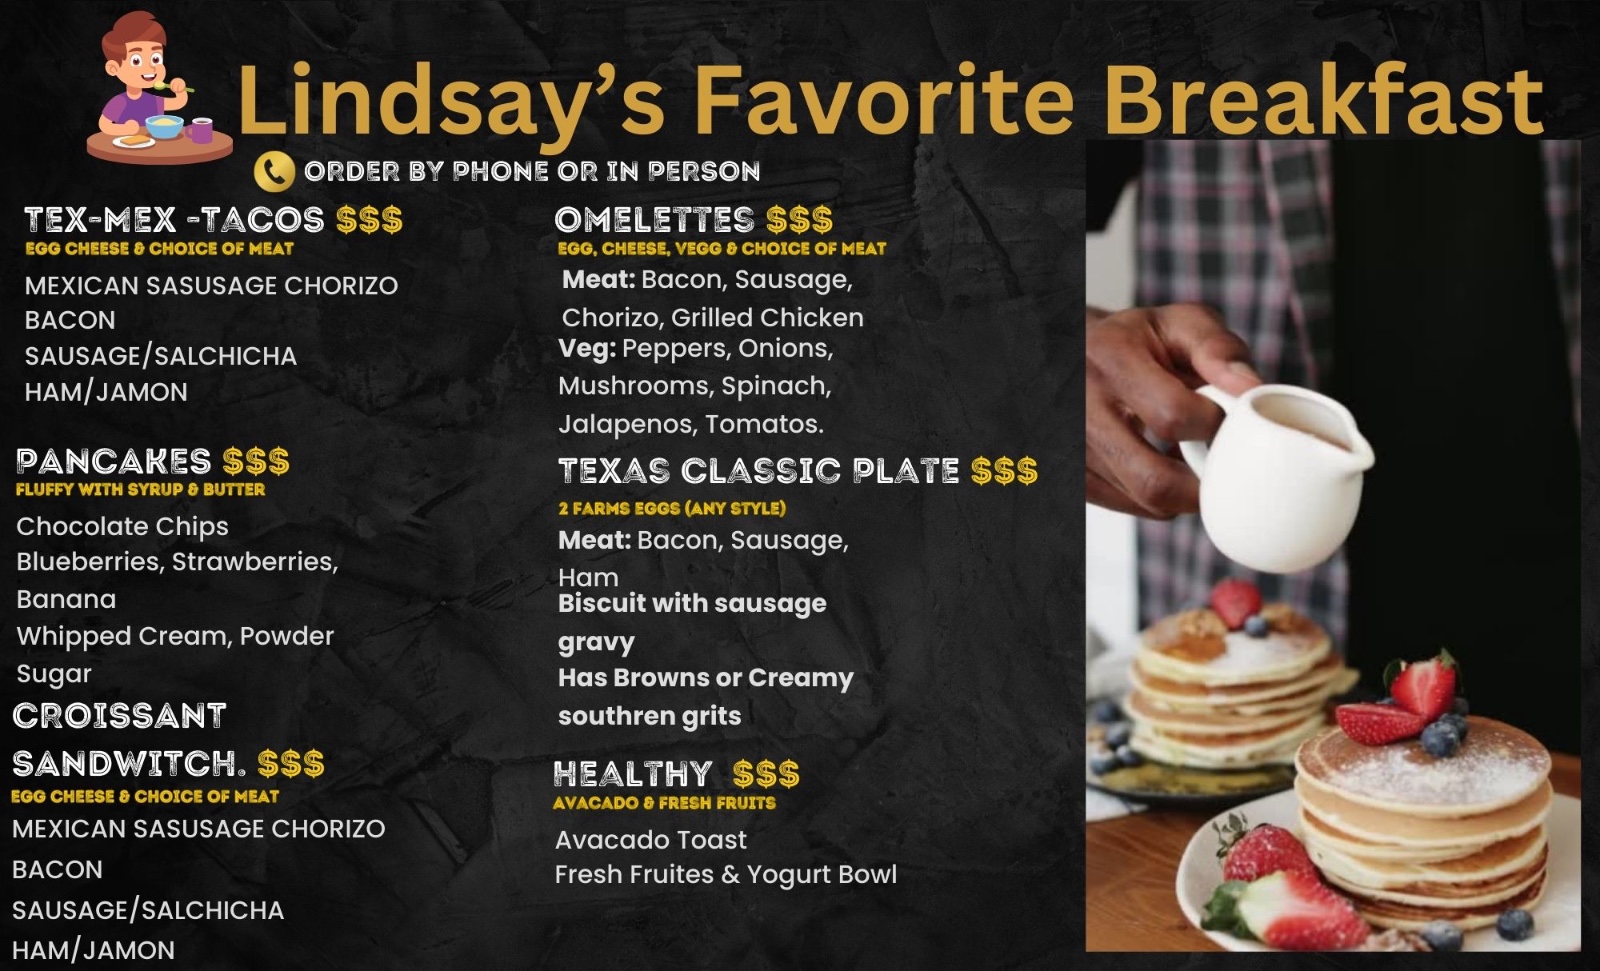 Lindsay's Favorite Breakfast
ORDER BY PHONE OR IN PERSON
TEX-MEX -TACOS $$$
EGG CHEESE & CHOICE OF MEAT
MEXICAN SASUSAGE CHORIZO
BACON
SAUSAGE/SALCHICHA
HAM/JAMON
PANCAKES $$$
FLUFFY WITH SYRUP & BUTTER
Chocolate Chips
Blueberries, Strawberries,
Banana
Whipped Cream, Powder
Sugar
CROISSANT
SANDWITCH. $$$
EGG CHEESE & CHOICE OF MEAT
MEXICAN SASUSAGE CHORIZO
BACON
SAUSAGE/SALCHICHA
HAM/JAMON
OMELETTES $$$
EGG, CHEESE, VEGG & CHOICE OF MEAT
Meat: Bacon, Sausage,
Chorizo, Grilled Chicken
Veg: Peppers, Onions,
Mushrooms, Spinach,
Jalapenos, Tomatos.
TEXAS CLASSIC PLATE $$$
2 FARMS EGGS (ANY STYLE)
Meat: Bacon, Sausage,
Ham
Biscuit with sausage
gravy
Has Browns or Creamy
southren grits
HEALTHY $$$
AVACADO & FRESH FRUITS
Avacado Toast
Fresh Fruites & Yogurt Bowl